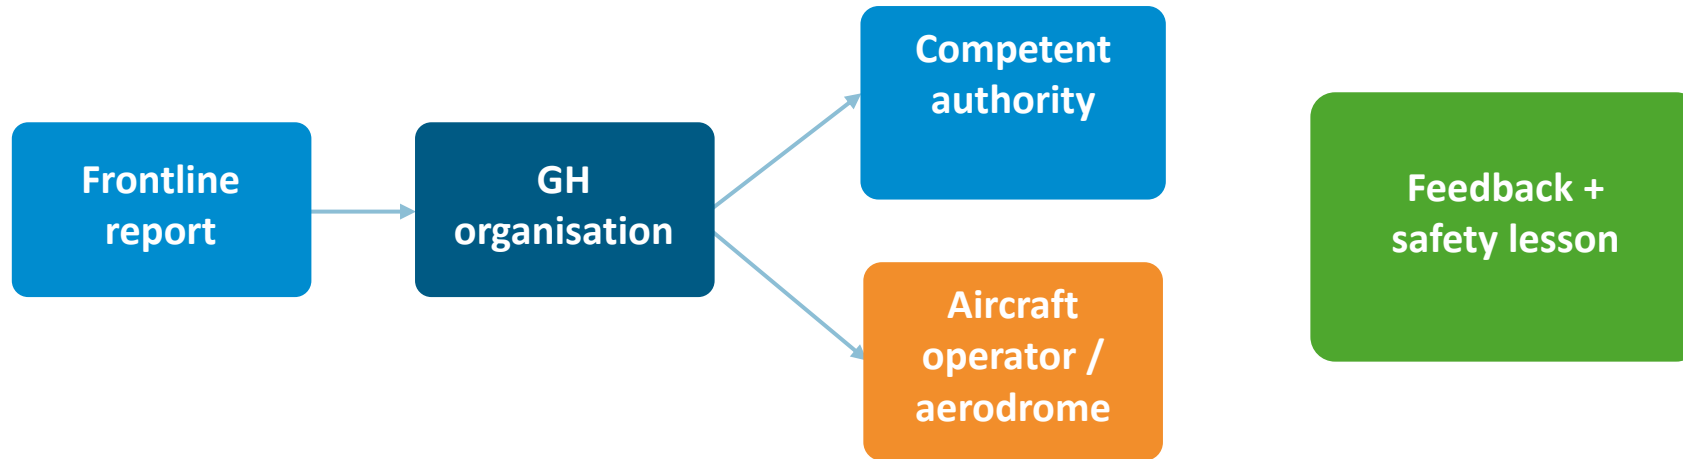 Frontline
report
GH
organisation
Competent
authority
Aircraft
operator /
aerodrome
Feedback +
safety lesson